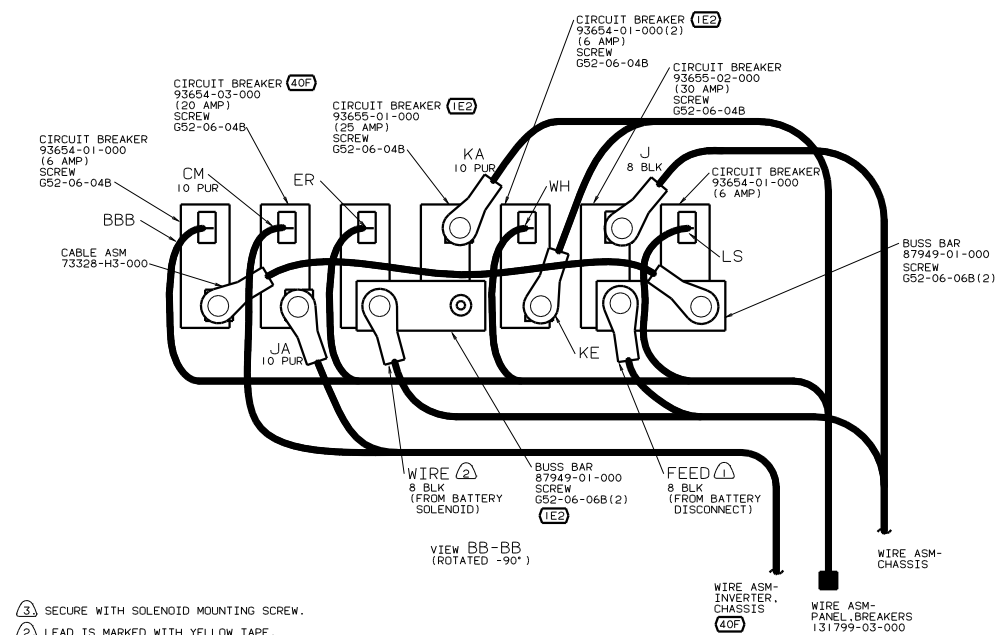 CIRCUIT BREAKER 1E2
93654-01-000(2)
(6 AMP)
SCREW
G52-06-04B
CIRCUIT BREAKER
93655-02-000
(30 AMP)
SCREW
G52-06-04B
CIRCUIT BREAKER 40F
93654-03-000
(20 AMP)
SCREW
G52-06-04B
CIRCUIT BREAKER 1E2
93655-01-000
(25 AMP)
SCREW
G52-06-04B
CIRCUIT BREAKER
93654-01-000
(6 AMP)
SCREW
G52-06-04B
KA
10 PUR
J
8 BLK
CIRCUIT BREAKER
93654-01-000
(6 AMP)
CM
10 PUR
ER
WH
BBB
LS
CABLE ASM
73328-H3-000
BUSS BAR
87949-01-000
SCREW
G52-06-06B(2)
JA
10 PUR
KE
WIRE 2
8 BLK
(FROM BATTERY
SOLENOID)
BUSS BAR
87949-01-000
SCREW
G52-06-06B(2)
1E2
FEED 1
8 BLK
(FROM BATTERY
DISCONNECT)
VIEW BB-BB
(ROTATED -90°)
WIRE ASM-
CHASSIS
WIRE ASM-
INVERTER,
CHASSIS
40F
WIRE ASM-
PANEL,BREAKERS
131799-03-000
3 SECURE WITH SOLENOID MOUNTING SCREW.
2 LEAD IS MARKED WITH YELLOW TAPE.